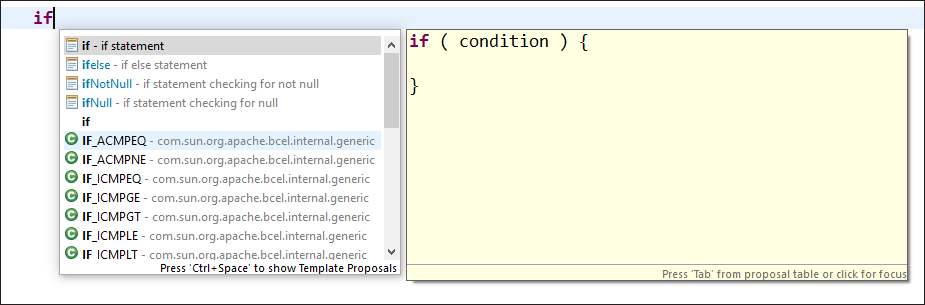 if
if - if statement
ifelse - if else statement
ifNotNull - if statement checking for not null
ifNull - if statement checking for null
if
IF_ACMPEQ - com.sun.org.apache.bcel.internal.generic
IF_ACMPNE - com.sun.org.apache.bcel.internal.generic
IF_ICMPEQ - com.sun.org.apache.bcel.internal.generic
IF_ICMPGE - com.sun.org.apache.bcel.internal.generic
IF_ICMPGT - com.sun.org.apache.bcel.internal.generic
IF_ICMPLE - com.sun.org.apache.bcel.internal.generic
IF_ICMPLT - com.sun.org.apache.bcel.internal.generic
Press 'Ctrl+Space' to show Template Proposals
if ( condition ) {
}
Press 'Tab' from proposal table or click for focus